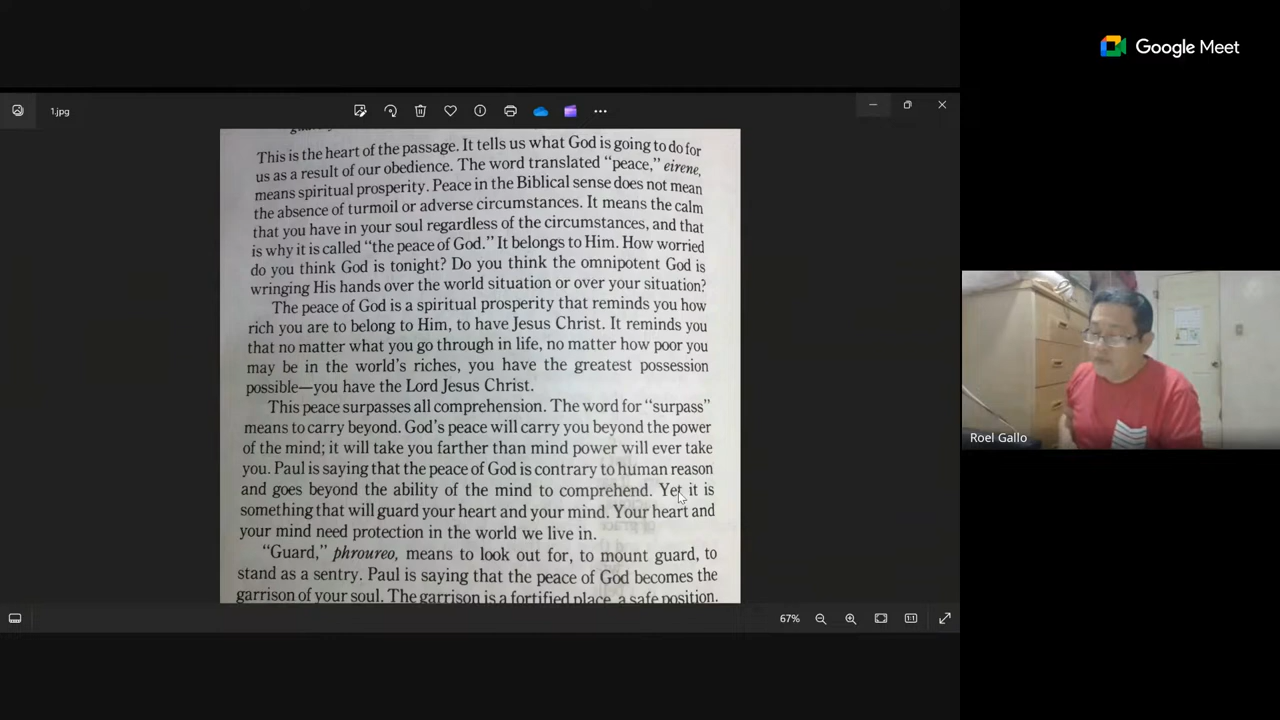 Google Meet
1.jpg
This is the heart of the passage. It tells us what God is going to do for
us as a result of our obedience. The word translated “peace,” eirene,
means spiritual prosperity. Peace in the Biblical sense does not mean
the absence of turmoil or adverse circumstances. It means the calm
that you have in your soul regardless of the circumstances, and that
is why it is called “the peace of God.” It belongs to Him. How worried
do you think God is tonight? Do you think the omnipotent God is
wringing His hands over the world situation or over your situation?
The peace of God is a spiritual prosperity that reminds you how
rich you are to belong to Him, to have Jesus Christ. It reminds you
that no matter what you go through in life, no matter how poor you
may be in the world’s riches, you have the greatest possession
possible—you have the Lord Jesus Christ.
This peace surpasses all comprehension. The word for “surpass”
means to carry beyond. God’s peace will carry you beyond the power
of the mind; it will take you farther than mind power will ever take
you. Paul is saying that the peace of God is contrary to human reason
and goes beyond the ability of the mind to comprehend. Yet it is
something that will guard your heart and your mind. Your heart and
your mind need protection in the world we live in.
“Guard,” phroureo, means to look out for, to mount guard, to
stand as a sentry. Paul is saying that the peace of God becomes the
garrison of your soul. The garrison is a fortified place, a safe position.
67%
Roel Gallo